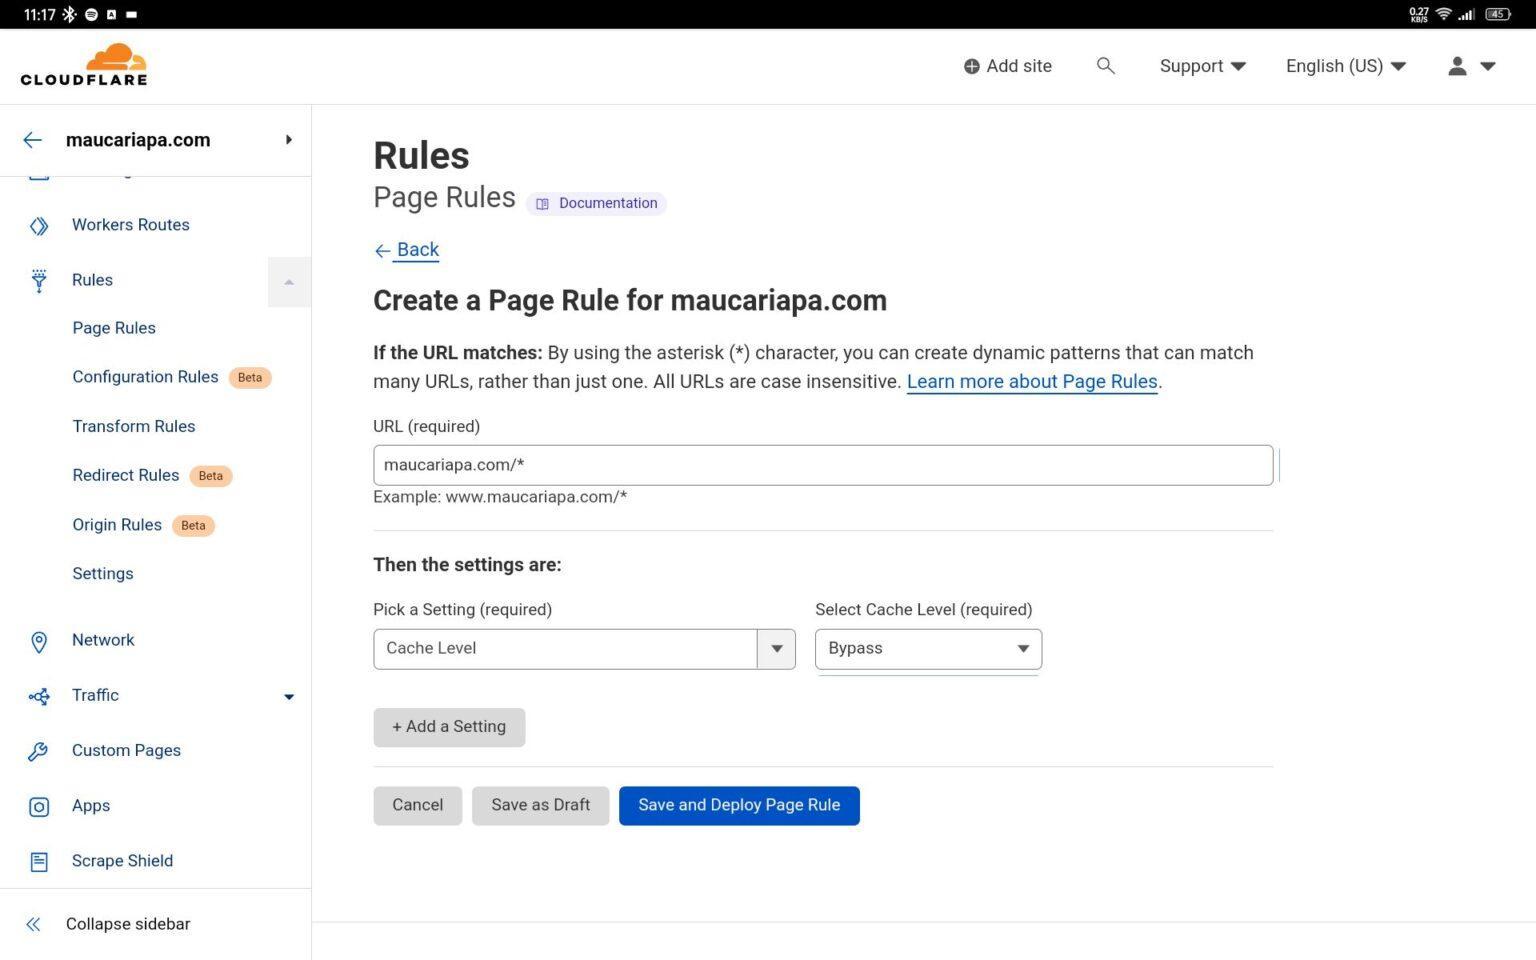 11:17
0.27
KB/S
45
CLOUDFLARE
Add site
Support
English (US)
maucariapa.com
Workers Routes
Rules
Page Rules
Configuration Rules Beta
Transform Rules
Redirect Rules Beta
Origin Rules Beta
Settings
Network
Traffic
Custom Pages
Apps
Scrape Shield
Collapse sidebar
Rules
Page Rules Documentation
Back
Create a Page Rule for maucariapa.com
If the URL matches: By using the asterisk (*) character, you can create dynamic patterns that can match
many URLs, rather than just one. All URLs are case insensitive. Learn more about Page Rules.
URL (required)
maucariapa.com/*
Example: www.maucariapa.com/*
Then the settings are:
Pick a Setting (required) Select Cache Level (required)
Cache Level Bypass
+ Add a Setting
Cancel Save as Draft Save and Deploy Page Rule